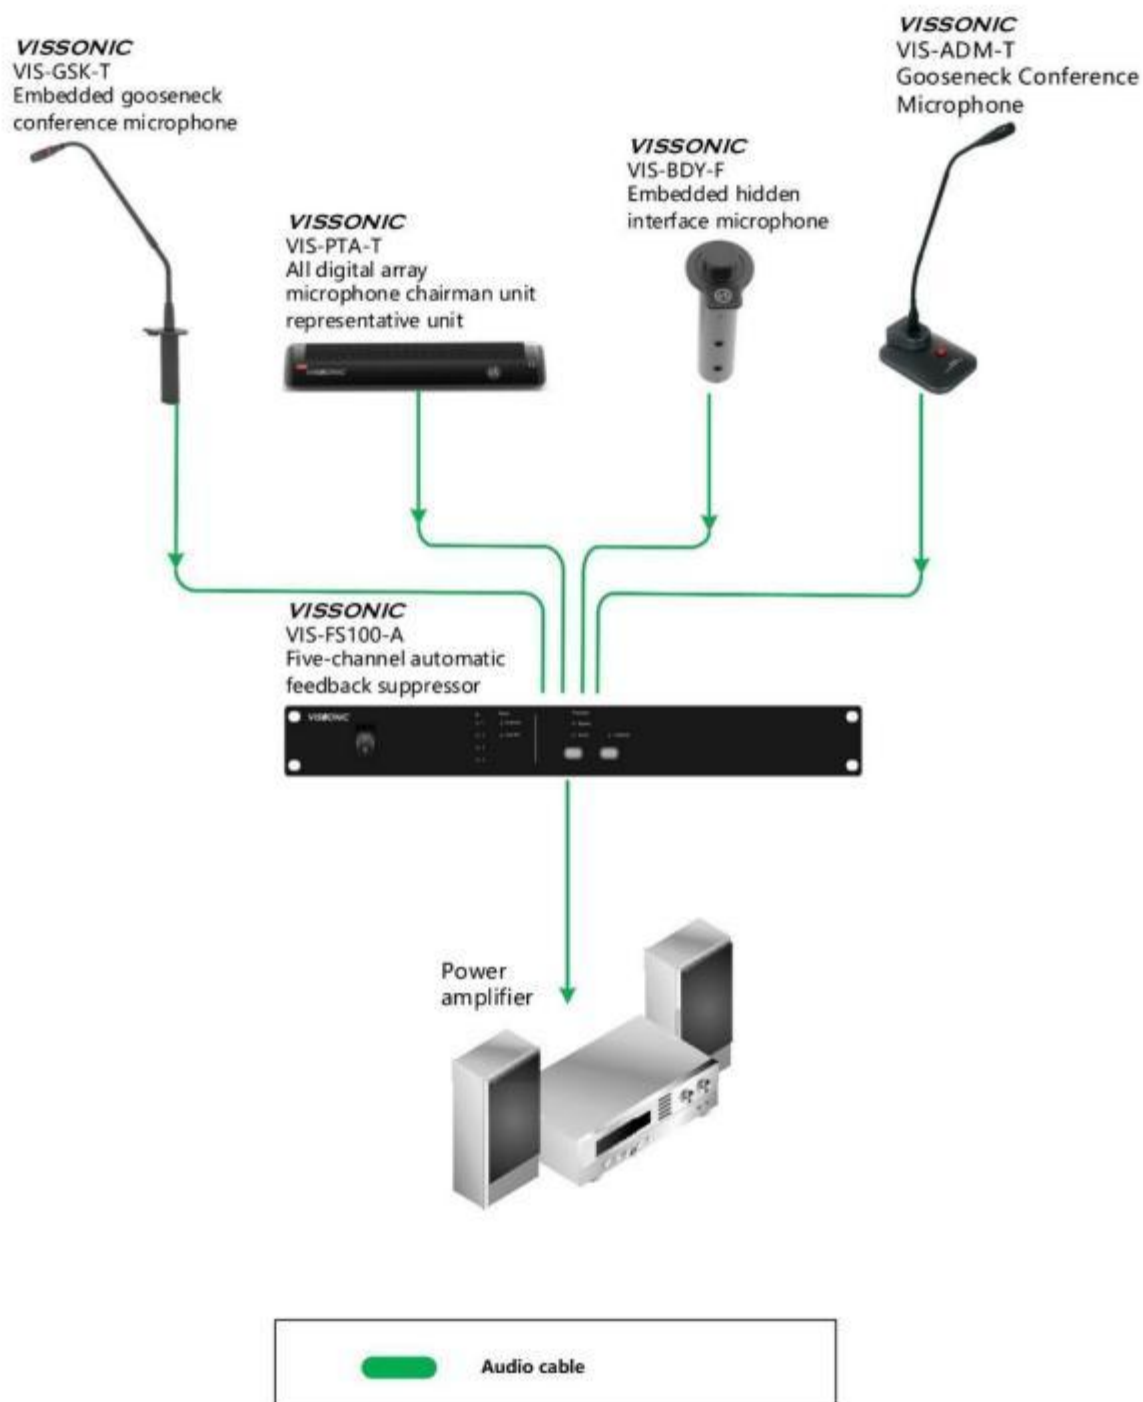 VISSONIC
VIS-GSK-T
Embedded gooseneck
conference microphone
VISSONIC
VIS-PTA-T
All digital array
microphone chairman unit
representative unit
VISSONIC
VIS-BDY-F
Embedded hidden
interface microphone
VISSONIC
VIS-ADM-T
Gooseneck Conference
Microphone
VISSONIC
VIS-FS100-A
Five-channel automatic
feedback suppressor
VISSONIC
Power
amplifier
Audio cable